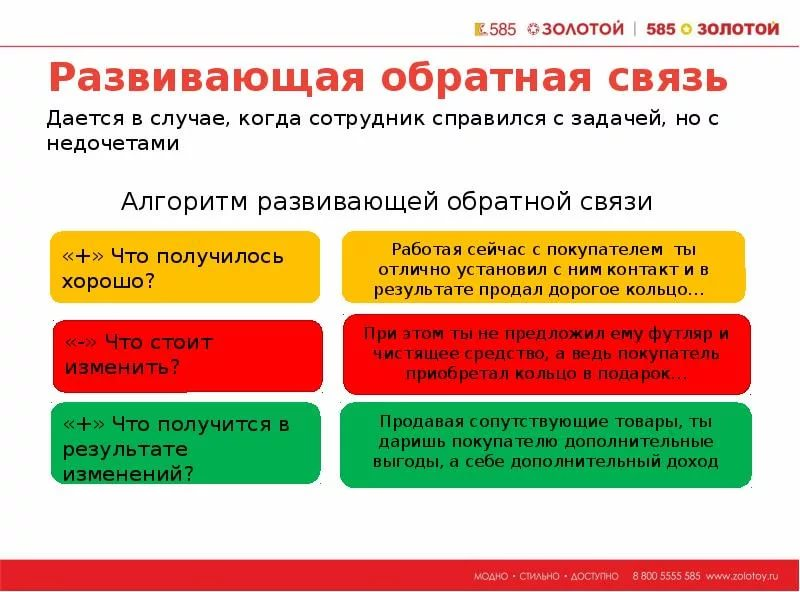 585 ЗОЛОТОЙ | 585 ЗОЛОТОЙ
Развивающая обратная связь
Дается в случае, когда сотрудник справился с задачей, но с
недочетами
Алгоритм развивающей обратной связи
«+» Что получилось
хорошо?
Работая сейчас с покупателем ты
отлично установил с ним контакт и в
результате продал дорогое кольцо...
«-» Что стоит
изменить?
При этом ты не предложил ему футляр и
чистящее средство, а ведь покупатель
приобретал кольцо в подарок...
«+» Что получится в
результате
изменений?
Продавая сопутствующие товары, ты
даришь покупателю дополнительные
выгоды, а себе дополнительный доход
МОДНО • СТИЛЬНО • ДОСТУПНО 8 800 5555 585 www.zolotoy.ru